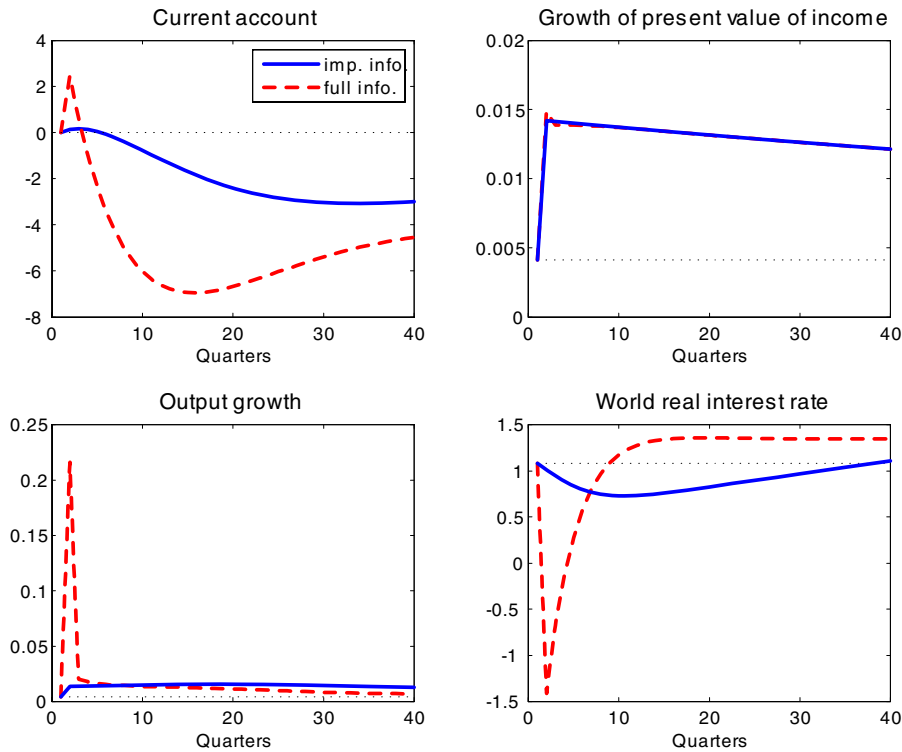 Current account
4
2
0
-2
-4
-6
-8
imp. info.
full info.
0 10 20 30 40
Quarters
Growth of present value of income
0.02
0.015
0.01
0.005
0
0 10 20 30 40
Quarters
Output growth
0.25
0.2
0.15
0.1
0.05
0
0 10 20 30 40
Quarters
World real interest rate
1.5
1
0.5
0
-0.5
-1
-1.5
0 10 20 30 40
Quarters